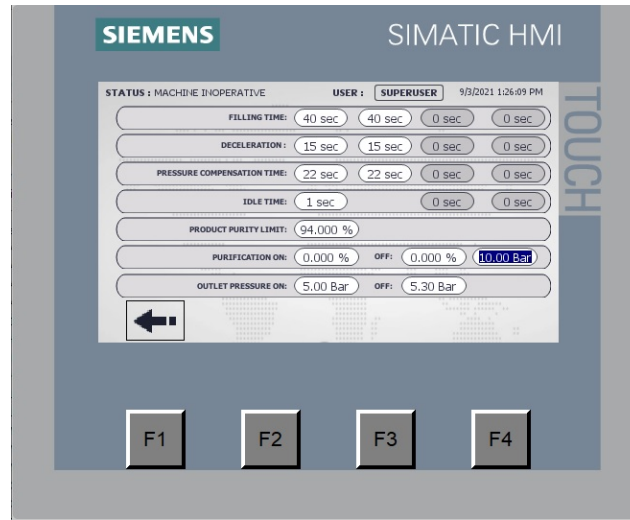 SIEMENS SIMATIC HMI
TOUCH
STATUS : MACHINE INOPERATIVE USER : SUPERUSER 9/3/2021 1:26:09 PM
FILLING TIME: 40 sec 40 sec 0 sec 0 sec
DECELERATION : 15 sec 15 sec 0 sec 0 sec
PRESSURE COMPENSATION TIME: 22 sec 22 sec 0 sec 0 sec
IDLE TIME: 1 sec 0 sec 0 sec
PRODUCT PURITY LIMIT: 94.000 %
PURIFICATION ON: 0.000 % OFF: 0.000 % 10.00 Bar
OUTLET PRESSURE ON: 5.00 Bar OFF: 5.30 Bar
F1 F2 F3 F4